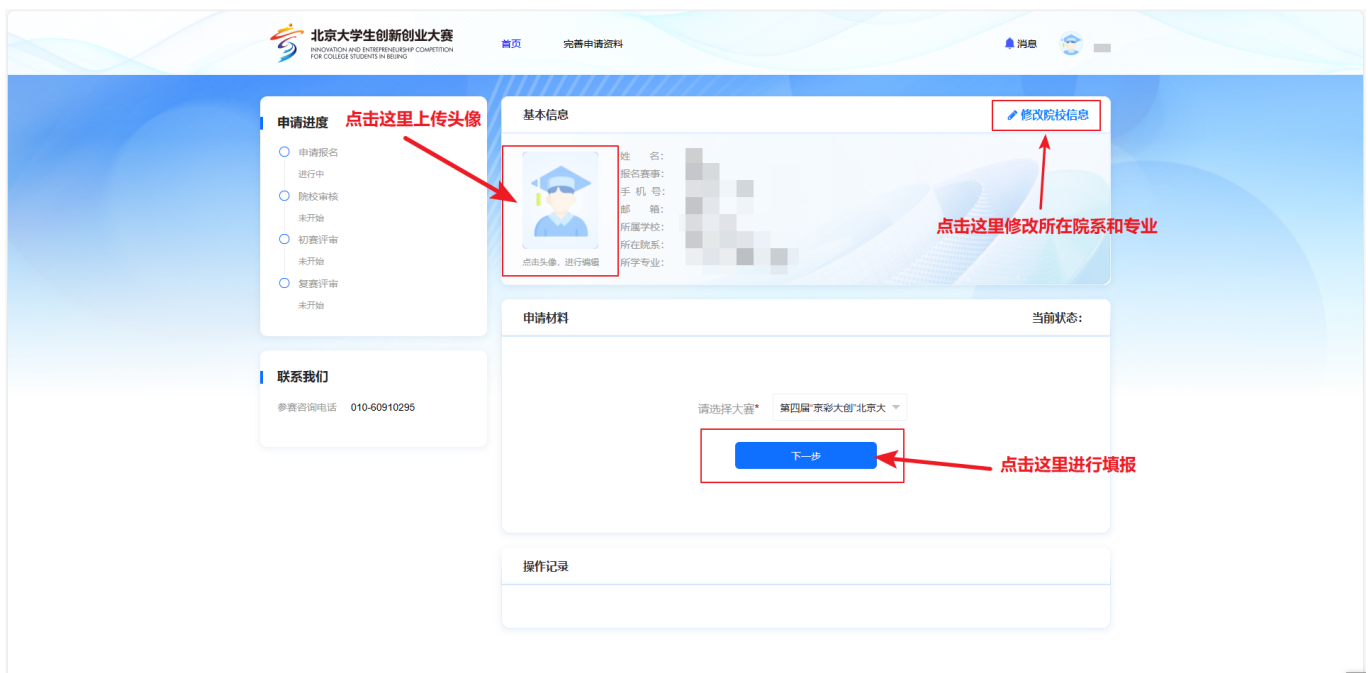 北京大学生创新创业大赛
INNOVATION AND ENTREPRENEURSHIP COMPETITION
FOR COLLEGE STUDENTS IN BEIJING
首页
完善申请资料
消息
申请进度
申请报名
进行中
院校审核
未开始
初赛评审
未开始
复赛评审
未开始
联系我们
参赛咨询电话 010-60910295
点击这里上传头像
基本信息
修改院校信息
点击头像，进行编辑
姓 名：
报名赛事：
手 机 号：
邮 箱：
所属学校：
所在院系：
所学专业：
点击这里修改所在院系和专业
申请材料
当前状态：
请选择大赛* 第四届"京彩大创"北京大
下一步
点击这里进行填报
操作记录